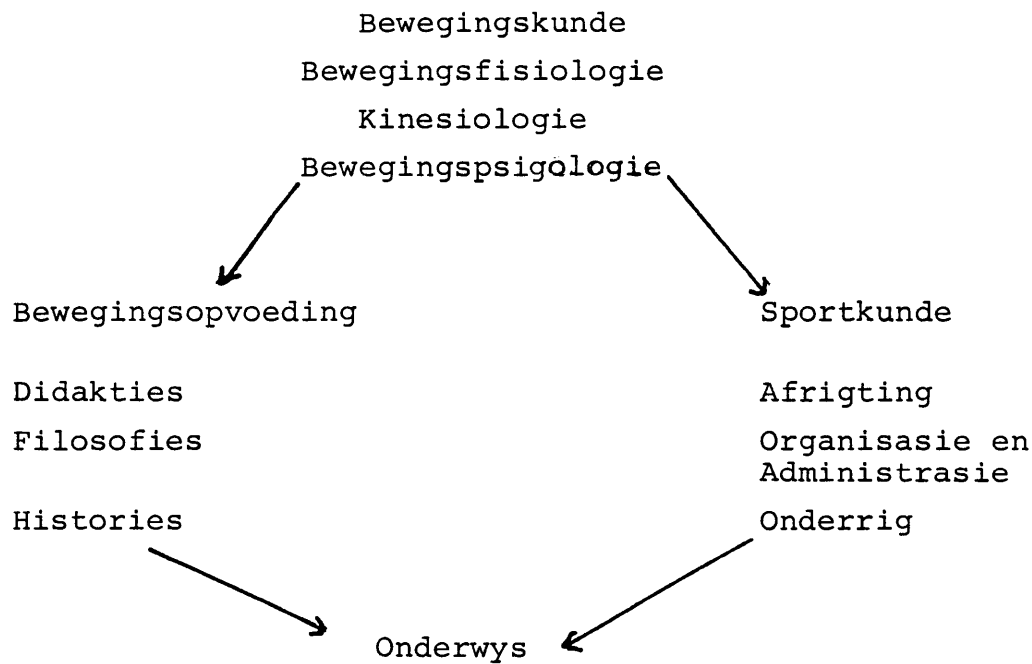 Bewegingskunde
Bewegingsfisiologie
Kinesiologie
Bewegingspsigologie
Bewegingsopvoeding
Didakties
Filosofies
Histories
Sportkunde
Afrigting
Organisasie en
Administrasie
Onderrig
Onderwys